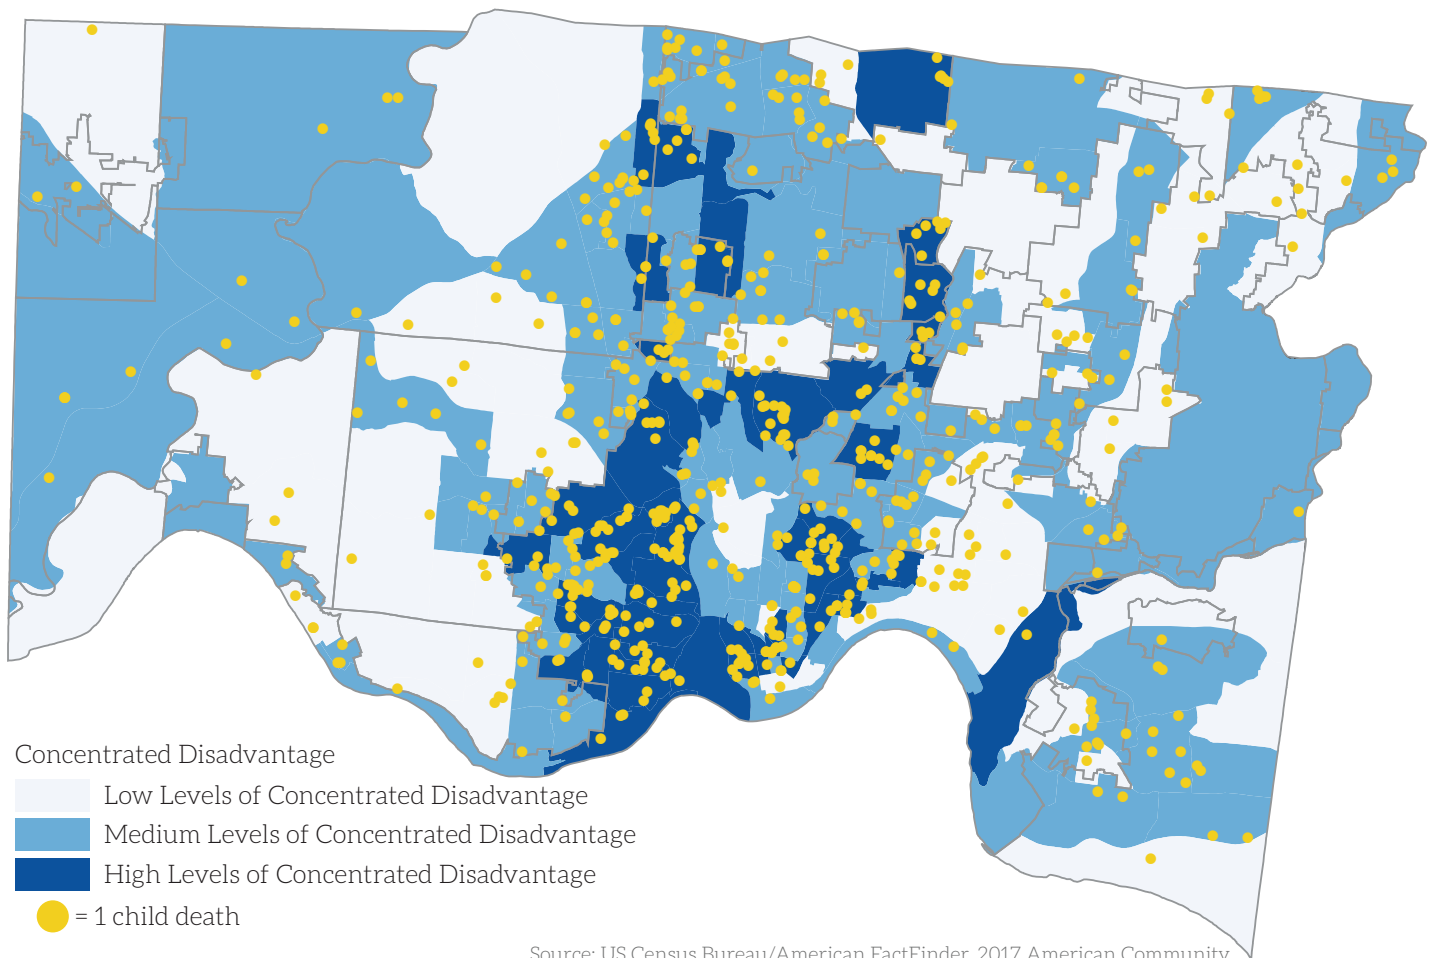 Concentrated Disadvantage
Low Levels of Concentrated Disadvantage
Medium Levels of Concentrated Disadvantage
High Levels of Concentrated Disadvantage
= 1 child death
Source: US Census Bureau/American FactFinder, 2017 American Community